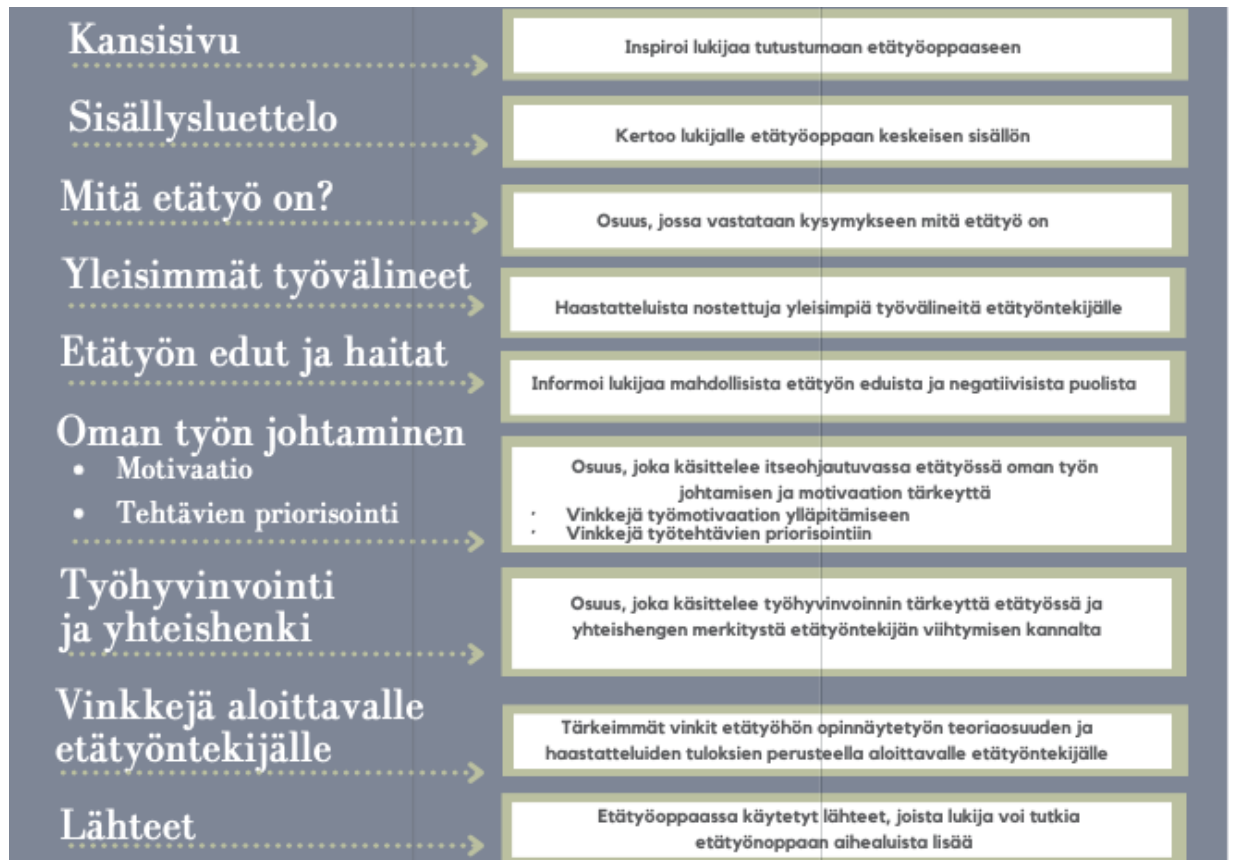 Kansisivu
Inspiroi lukijaa tutustumaan etätyöoppaaseen
Sisällysluettelo
Kertoo lukijalle etätyöoppaan keskeisen sisällön
Mitä etätyö on?
Osuus, jossa vastataan kysymykseen mitä etätyö on
Yleisimmät työvälineet
Haastatteluista nostettuja yleisimpiä työvälineitä etätyöntekijälle
Etätyön edut ja haitat
Informoi lukijaa mahdollisista etätyön eduista ja negatiivisista puolista
Oman työn johtaminen
• Motivaatio
• Tehtävien priorisointi
Osuus, joka käsittelee itseohjautuvassa etätyössä oman työn
johtamisen ja motivaation tärkeyttä
· Vinkkejä työmotivaation ylläpitämiseen
· Vinkkejä työtehtävien priorisointiin
Työhyvinvointi
ja yhteishenki
Osuus, joka käsittelee työhyvinvoinnin tärkeyttä etätyössä ja
yhteishengen merkitystä etätyöntekijän viihtymisen kannalta
Vinkkejä aloittavalle
etätyöntekijälle
Tärkeimmät vinkit etätyöhön opinnäytetyön teoriaosuuden ja
haastatteluiden tuloksien perusteella aloittavalle etätyöntekijälle
Lähteet
Etätyöoppaassa käytetyt lähteet, joista lukija voi tutkia
etätyönoppaan aihealuista lisää